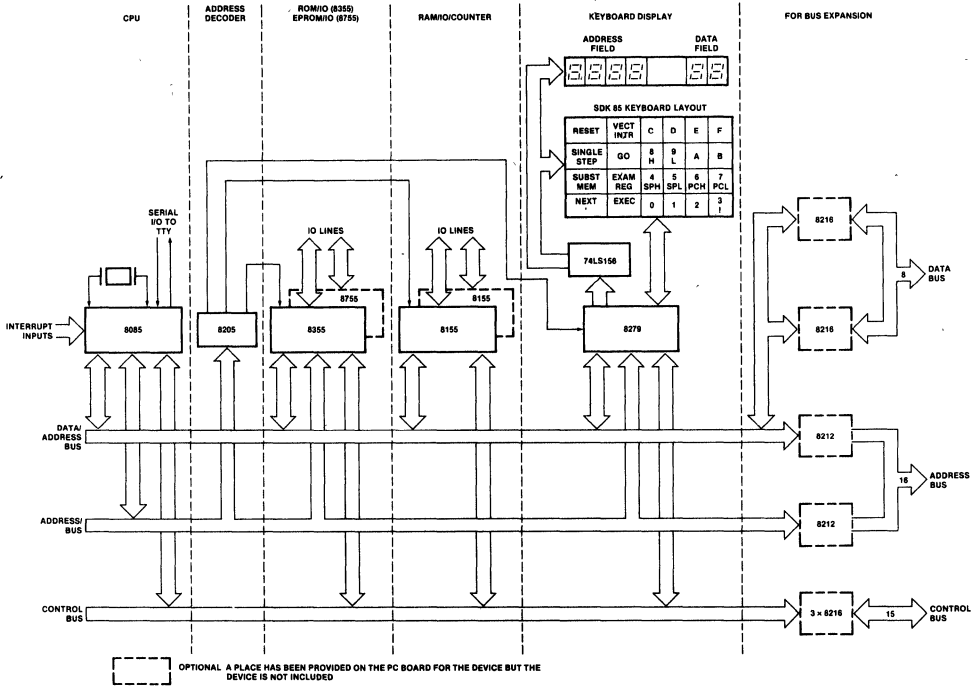 CPU
ADDRESS
DECODER
ROM/IO (8355)
EPROM/IO (8755)
RAM/IO/COUNTER
KEYBOARD DISPLAY
FOR BUS EXPANSION
ADDRESS
FIELD
DATA
FIELD
8888 88
SDK 85 KEYBOARD LAYOUT
RESET VECT INTR C D E F
SINGLE STEP GO 8 H 9 L A B
SUBST MEM EXAM REG 4 SPH 5 SPL 6 PCH 7 PCL
NEXT , EXEC 0 1 2 3 I
SERIAL
I/O TO
TTY
IO LINES
IO LINES
74LS156
8216
8
DATA
BUS
8755
8155
INTERRUPT
INPUTS
8085
8205
8355
8155
8279
8216
DATA/
ADDRESS
BUS
8212
16
ADDRESS
BUS
ADDRESS/
BUS
8212
CONTROL
BUS
3 × 8216
15
CONTROL
BUS
OPTIONAL A PLACE HAS BEEN PROVIDED ON THE PC BOARD FOR THE DEVICE BUT THE
DEVICE IS NOT INCLUDED